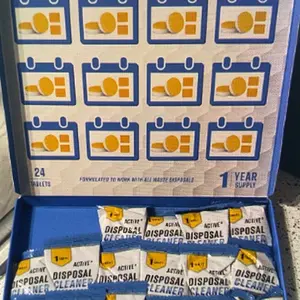 24
TABLETS
FORMULATED TO WORK WITH ALL WASTE DISPOSALS
1 YEAR
SUPPLY
ACTIVE
ACTIVE
DISPOSAL
CLEANER
ACTIVE
DISPOSAL
CLEANER
ACTIVE
DISPOSAL
CLEANER
ACTIVE
DISPOSAL
CLEANER